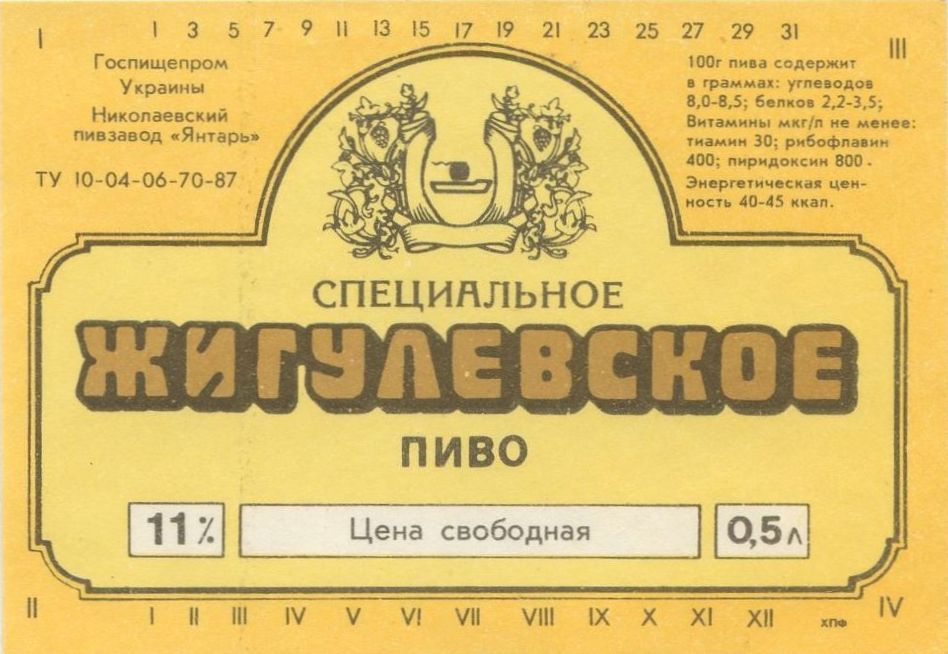 I
1 3 5 7 9 11 13 15 17 19 21 23 25 27 29 31
III
Госпищепром
Украины
Николаевский
пивзавод «Янтарь»
ТУ 10-04-06-70-87
100г пива содержит
в граммах: углеводов
8,0-8,5; белков 2,2-3,5;
Витамины мкг/л не менее:
тиамин 30; рибофлавин
400; пиридоксин 800.
Энергетическая цен-
ность 40-45 ккал.
СПЕЦИАЛЬНОЕ
ЖИГУЛЕВСКОЕ
ПИВО
11% Цена свободная 0,5л
II
I II III IV V VI VII VIII IX X XI XII
ХПФ
IV